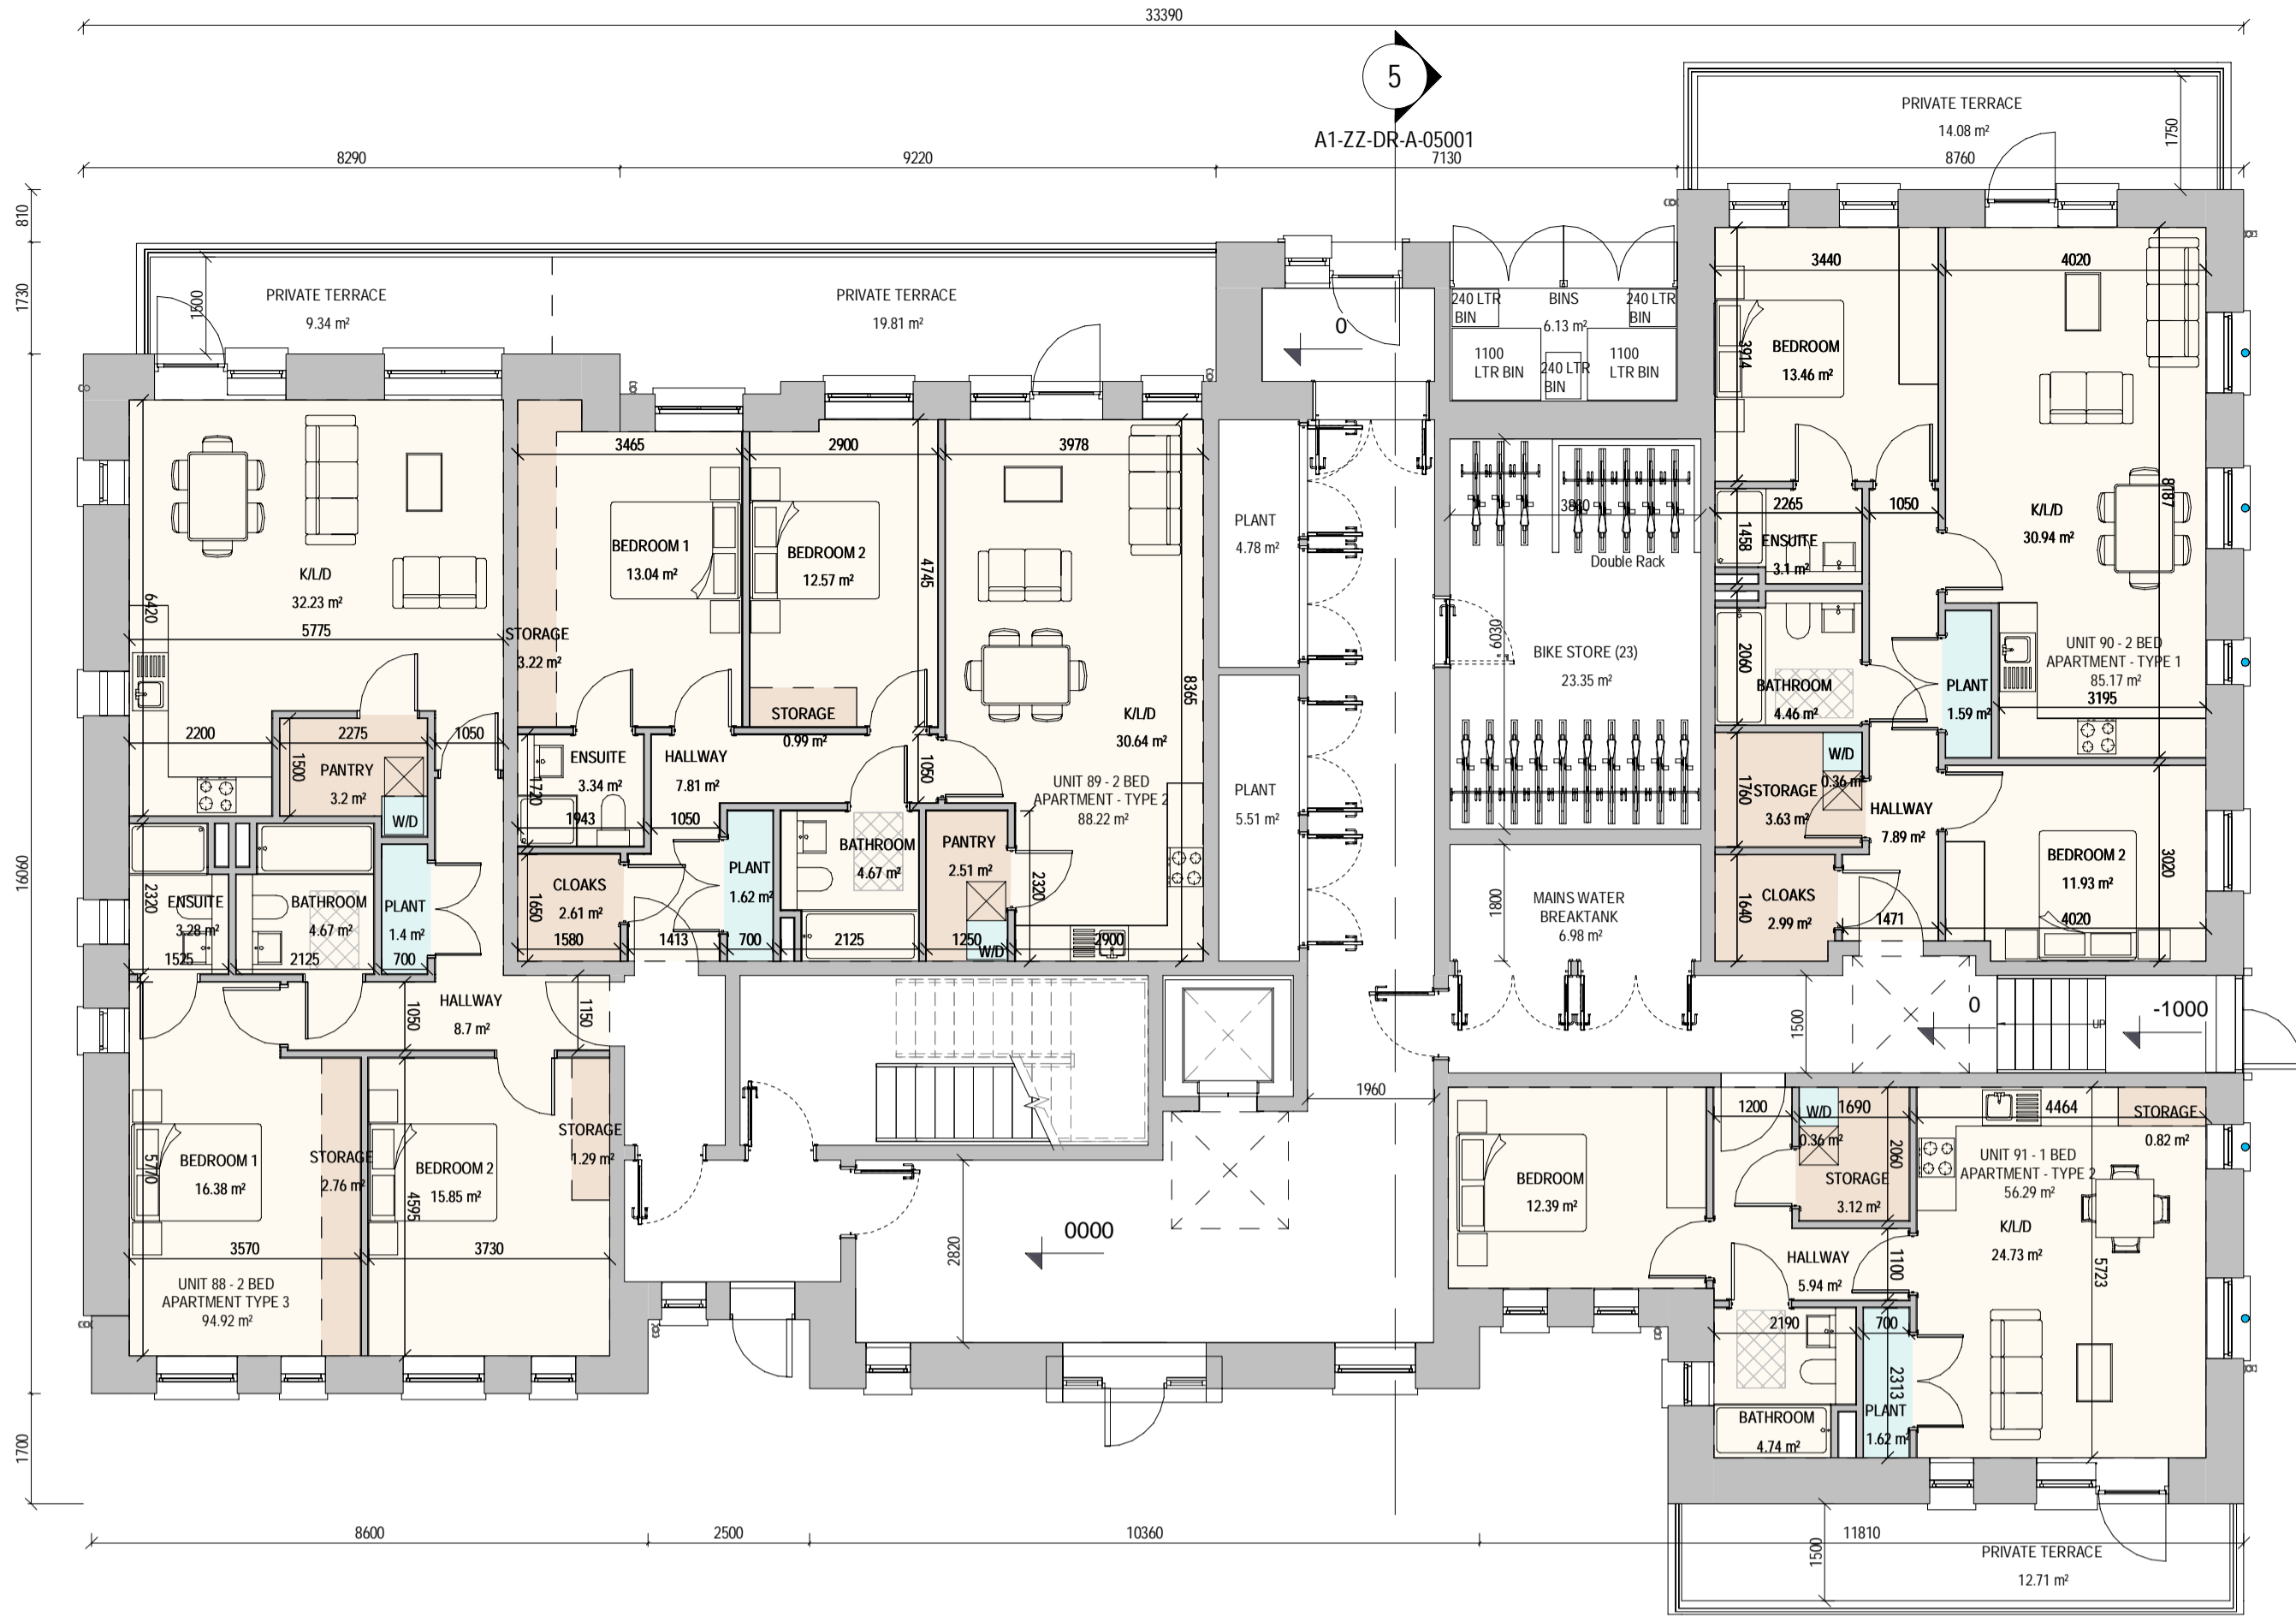 33390
5
A1-ZZ-DR-A-05001
8290
9220
7130
8760
PRIVATE TERRACE
14.08 m²
1750
810
1730
16060
1700
PRIVATE TERRACE
9.34 m²
1500
PRIVATE TERRACE
19.81 m²
0
240 LTR
BIN
BINS
6.13 m²
240 LTR
BIN
1100
LTR BIN
240 LTR
BIN
1100
LTR BIN
3440
4020
BEDROOM
13.46 m²
3914
K/L/D
32.23 m²
6420
5775
STORAGE
3.22 m²
3465
BEDROOM 1
13.04 m²
2900
BEDROOM 2
12.57 m²
4745
STORAGE
0.99 m²
3978
K/L/D
30.64 m²
8365
UNIT 89 - 2 BED
APARTMENT - TYPE 2
88.22 m²
PLANT
4.78 m²
PLANT
5.51 m²
Double Rack
6030
BIKE STORE (23)
23.35 m²
2265
1050
1458
ENSUITE
3.1 m²
K/L/D
30.94 m²
8187
2060
BATHROOM
4.46 m²
PLANT
1.59 m²
UNIT 90 - 2 BED
APARTMENT - TYPE 1
85.17 m²
3195
W/D
0.36 m²
1760
STORAGE
3.63 m²
HALLWAY
7.89 m²
1640
CLOAKS
2.99 m²
1471
BEDROOM 2
11.93 m²
3020
4020
2200
2275
1050
1500
PANTRY
3.2 m²
W/D
2320
ENSUITE
3.28 m²
1525
BATHROOM
4.67 m²
2125
PLANT
1.4 m²
700
ENSUITE
3.34 m²
1720
1943
HALLWAY
7.81 m²
1050
1050
CLOAKS
2.61 m²
1650
1580
1413
PLANT
1.62 m²
700
BATHROOM
4.67 m²
2125
PANTRY
2.51 m²
1250
W/D
2320
2900
1800
MAINS WATER
BREAKTANK
6.98 m²
HALLWAY
8.7 m²
1050
1150
1500
0
UP
-1000
1960
BEDROOM 1
16.38 m²
5770
3570
STORAGE
2.76 m²
UNIT 88 - 2 BED
APARTMENT TYPE 3
94.92 m²
BEDROOM 2
15.85 m²
4595
3730
STORAGE
1.29 m²
2820
0000
BEDROOM
12.39 m²
1200
W/D
0.36 m²
1690
2060
STORAGE
3.12 m²
4464
STORAGE
0.82 m²
UNIT 91 - 1 BED
APARTMENT - TYPE 2
56.29 m²
K/L/D
24.73 m²
5723
HALLWAY
5.94 m²
1100
2190
700
2313
BATHROOM
4.74 m²
PLANT
1.62 m²
8600
2500
10360
11810
1500
PRIVATE TERRACE
12.71 m²